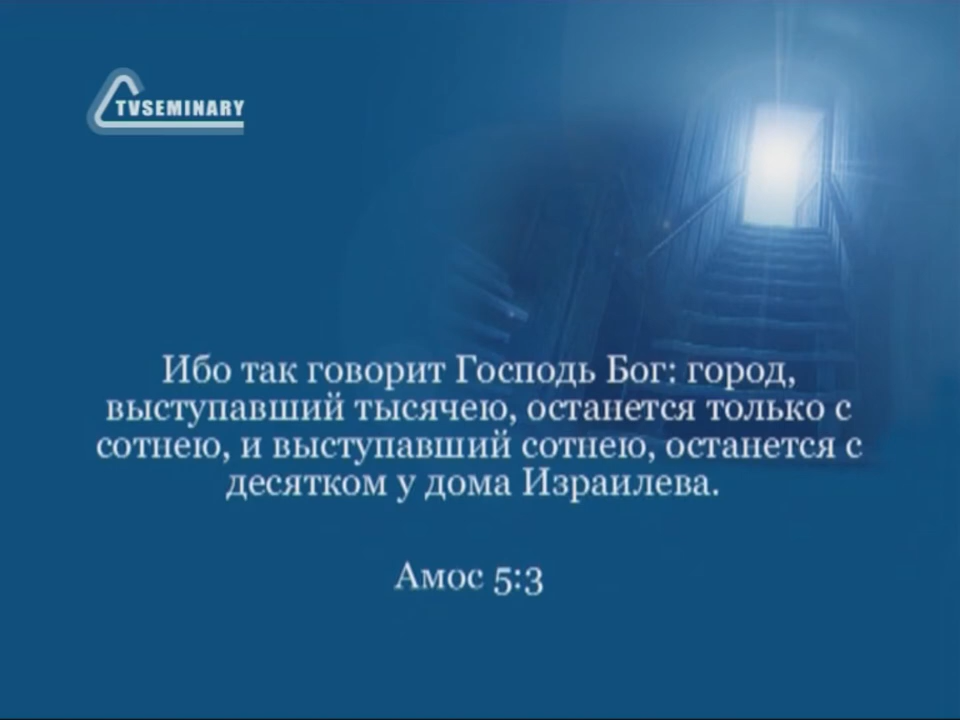 TVSEMINARY
Ибо так говорит Господь Бог: город,
выступавший тысячею, останется только с
сотнею, и выступавший сотнею, останется с
десятком у дома Израилева.
Амос 5:3